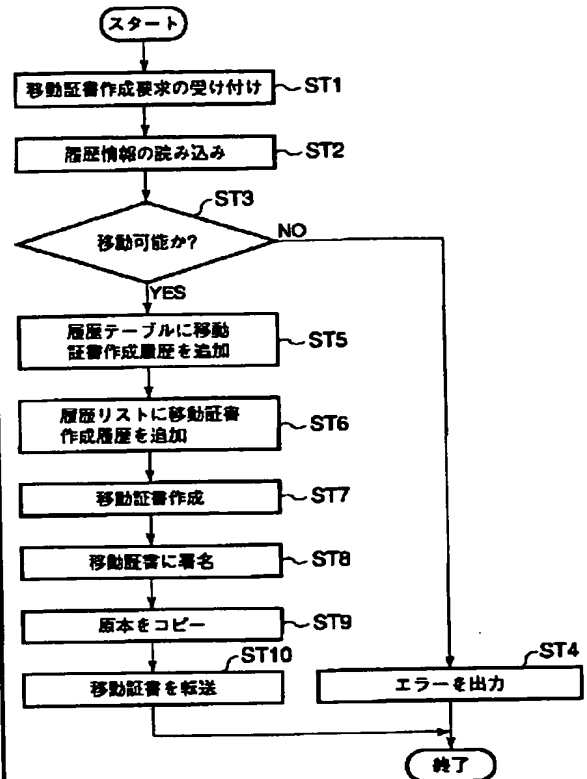 スタート
移動証書作成要求の受け付け
ST1
履歴情報の読み込み
ST2
ST3
移動可能か?
NO
YES
履歴テーブルに移動
証書作成履歴を追加
ST5
履歴リストに移動証書
作成履歴を追加
ST6
移動証書作成
ST7
移動証書に署名
ST8
原本をコピー
ST9
ST10
移動証書を転送
ST4
エラーを出力
終了